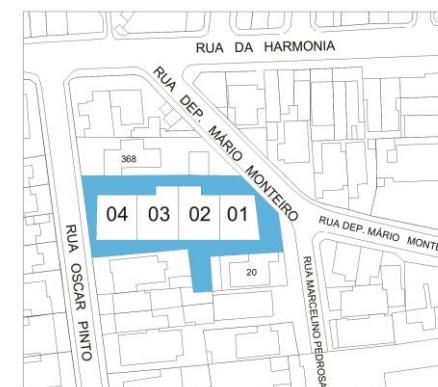 RUA DA HARMONIA
RUA DEP. MÁRIO MONTEIRO
368
04 03 02 01
RUA DEP. MÁRIO MONTE
RUA OSCAR PINTO
20
RUA MARCELINO PEDROSA